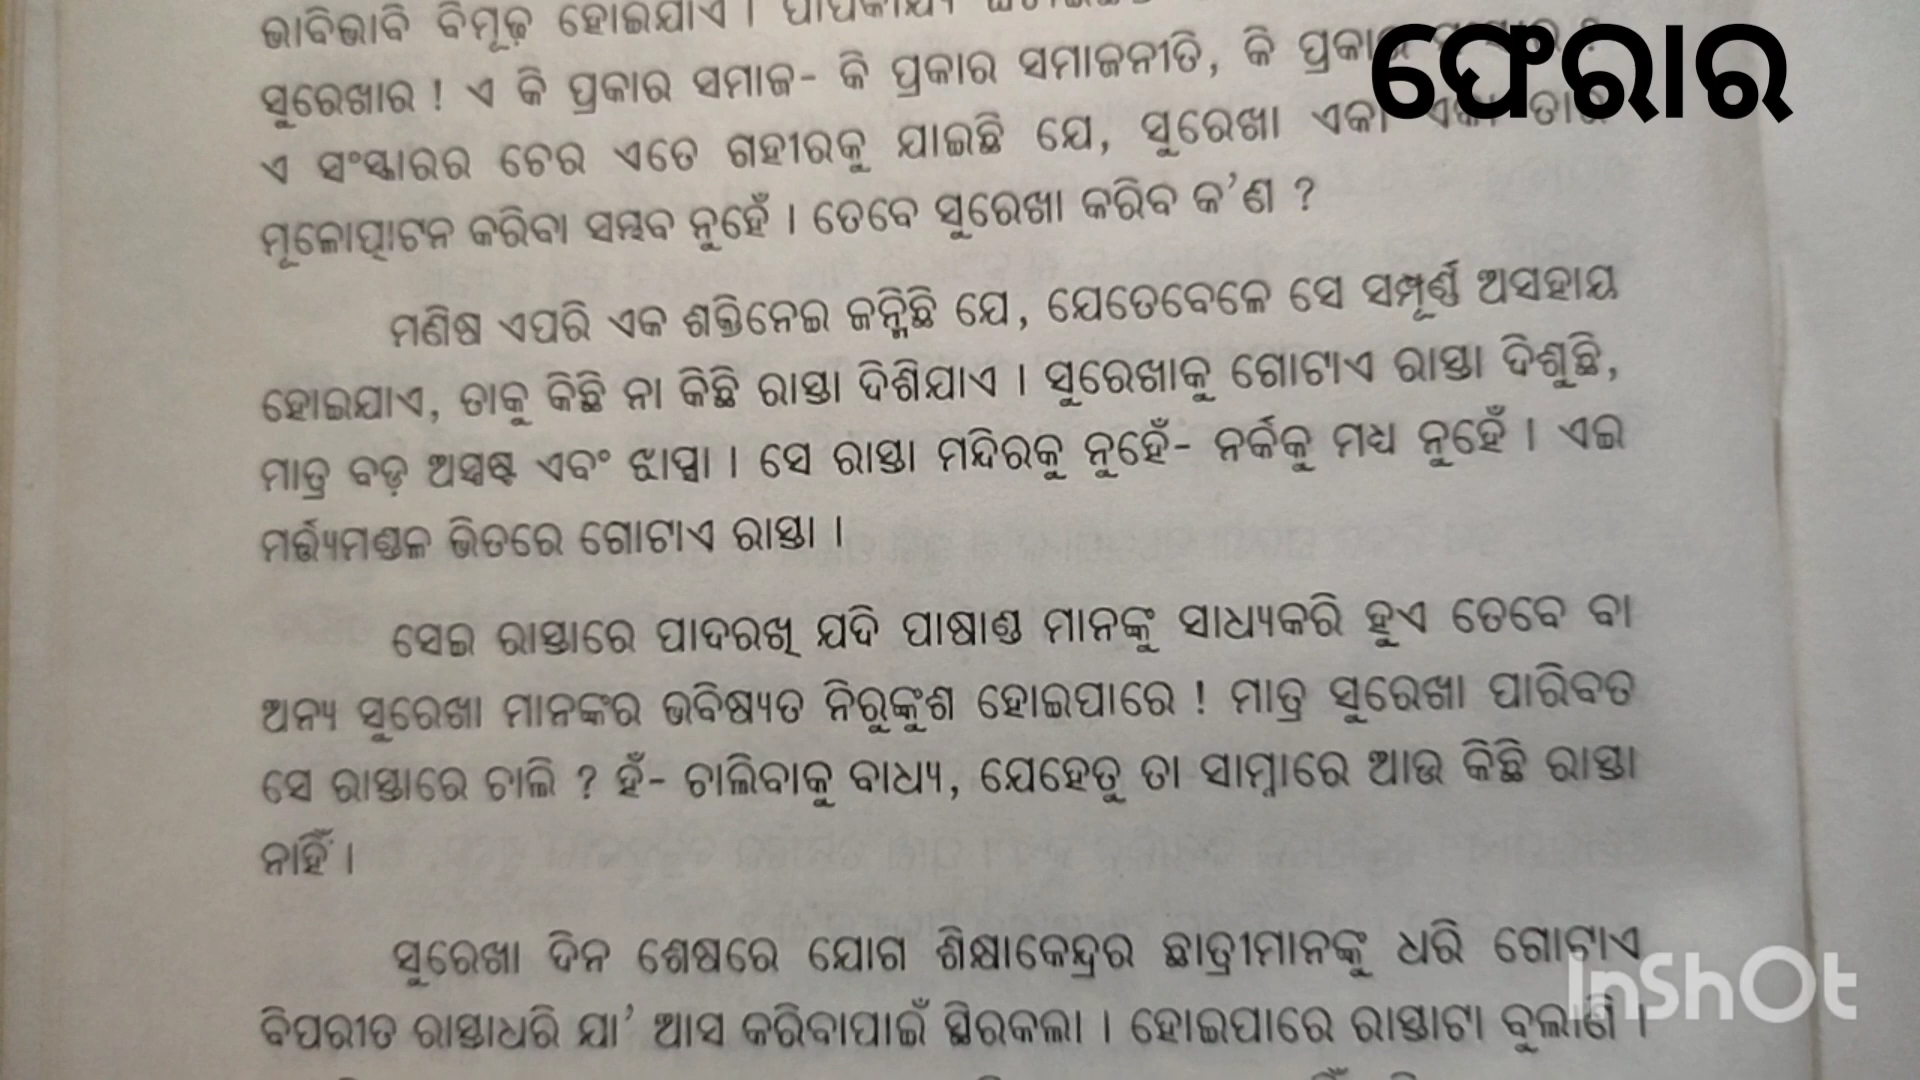 ଫେରାର
ଭାବିଭାବି ବିମୂଢ଼ ହୋଇଯାଏ ।
ସୁରେଖାର ! ଏ କି ପ୍ରକାର ସମାଜ- କି ପ୍ରକାର ସମାଜନୀତି, କି
ଏ ସଂସ୍କାରର ଚେର ଏତେ ଗହୀରକୁ ଯାଇଛି ଯେ, ସୁରେଖା ଏକା
ମୂଳୋତ୍ପାଟନ କରିବା ସମ୍ଭବ ନୁହେଁ । ତେବେ ସୁରେଖା କରିବ କ'ଣ ?
ମଣିଷ ଏପରି ଏକ ଶକ୍ତିନେଇ ଜନ୍ମିଛି ଯେ, ଯେତେବେଳେ ସେ ସମ୍ପୂର୍ଣ୍ଣ ଅସହାୟ
ହୋଇଯାଏ, ତାକୁ କିଛି ନା କିଛି ରାସ୍ତା ଦିଶିଯାଏ । ସୁରେଖାକୁ ଗୋଟାଏ ରାସ୍ତା ଦିଶୁଛି,
ମାତ୍ର ବଡ଼ ଅସ୍ପଷ୍ଟ ଏବଂ ଝାପ୍ସା । ସେ ରାସ୍ତା ମନ୍ଦିରକୁ ନୁହେଁ- ନର୍କକୁ ମଧ୍ୟ ନୁହେଁ । ଏଇ
ମର୍ତ୍ତ୍ୟମଣ୍ଡଳ ଭିତରେ ଗୋଟାଏ ରାସ୍ତା ।
ସେଇ ରାସ୍ତାରେ ପାଦରଖି ଯଦି ପାଷାଣ୍ଡ ମାନଙ୍କୁ ସାଧ୍ୟକରି ହୁଏ ତେବେ ବା
ଅନ୍ୟ ସୁରେଖା ମାନଙ୍କର ଭବିଷ୍ୟତ ନିରୁଙ୍କୁଶ ହୋଇପାରେ ! ମାତ୍ର ସୁରେଖା ପାରିବତ
ସେ ରାସ୍ତାରେ ଚାଲି ? ହଁ- ଚାଲିବାକୁ ବାଧ୍ୟ, ଯେହେତୁ ତା ସାମ୍ନାରେ ଆଉ କିଛି ରାସ୍ତା
ନାହିଁ ।
ସୁରେଖା ଦିନ ଶେଷରେ ଯୋଗ ଶିକ୍ଷାକେନ୍ଦ୍ରର ଛାତ୍ରୀମାନଙ୍କୁ ଧରି ଗୋଟାଏ
ବିପରୀତ ରାସ୍ତାଧରି ଯା' ଆସ କରିବାପାଇଁ ସ୍ଥିରକଲା । ହୋଇପାରେ ରାସ୍ତାଟା ବୁଲାଣି ।
InShOt